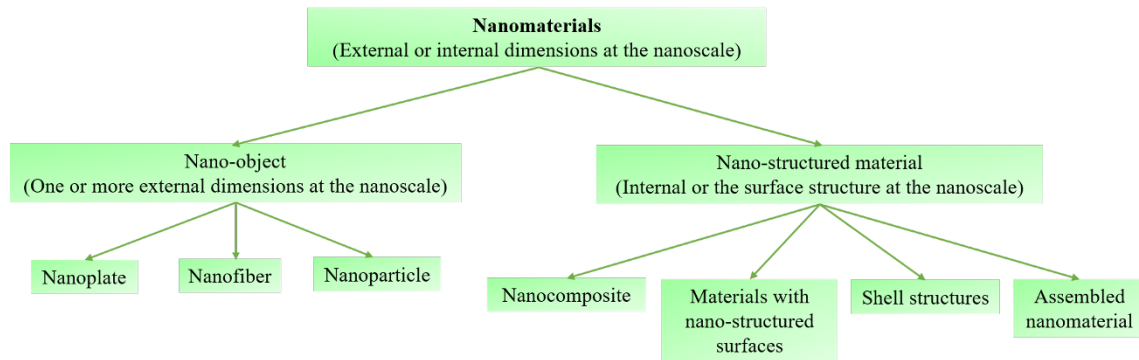 Nanomaterials
(External or internal dimensions at the nanoscale)
Nano-object
(One or more external dimensions at the nanoscale)
Nano-structured material
(Internal or the surface structure at the nanoscale)
Nanoplate
Nanofiber
Nanoparticle
Nanocomposite
Materials with
nano-structured
surfaces
Shell structures
Assembled
nanomaterial